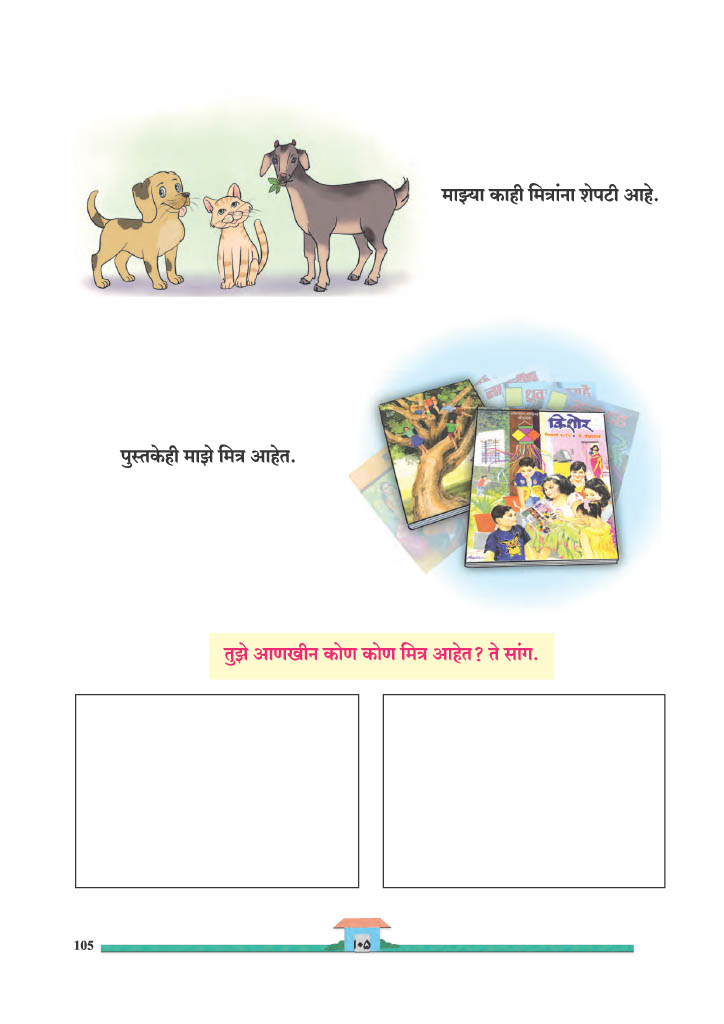 माझ्या काही मित्रांना शेपटी आहे.
किशोर
पुस्तकेही माझे मित्र आहेत.
तुझे आणखीन कोण कोण मित्र आहेत? ते सांग.
105
१०५